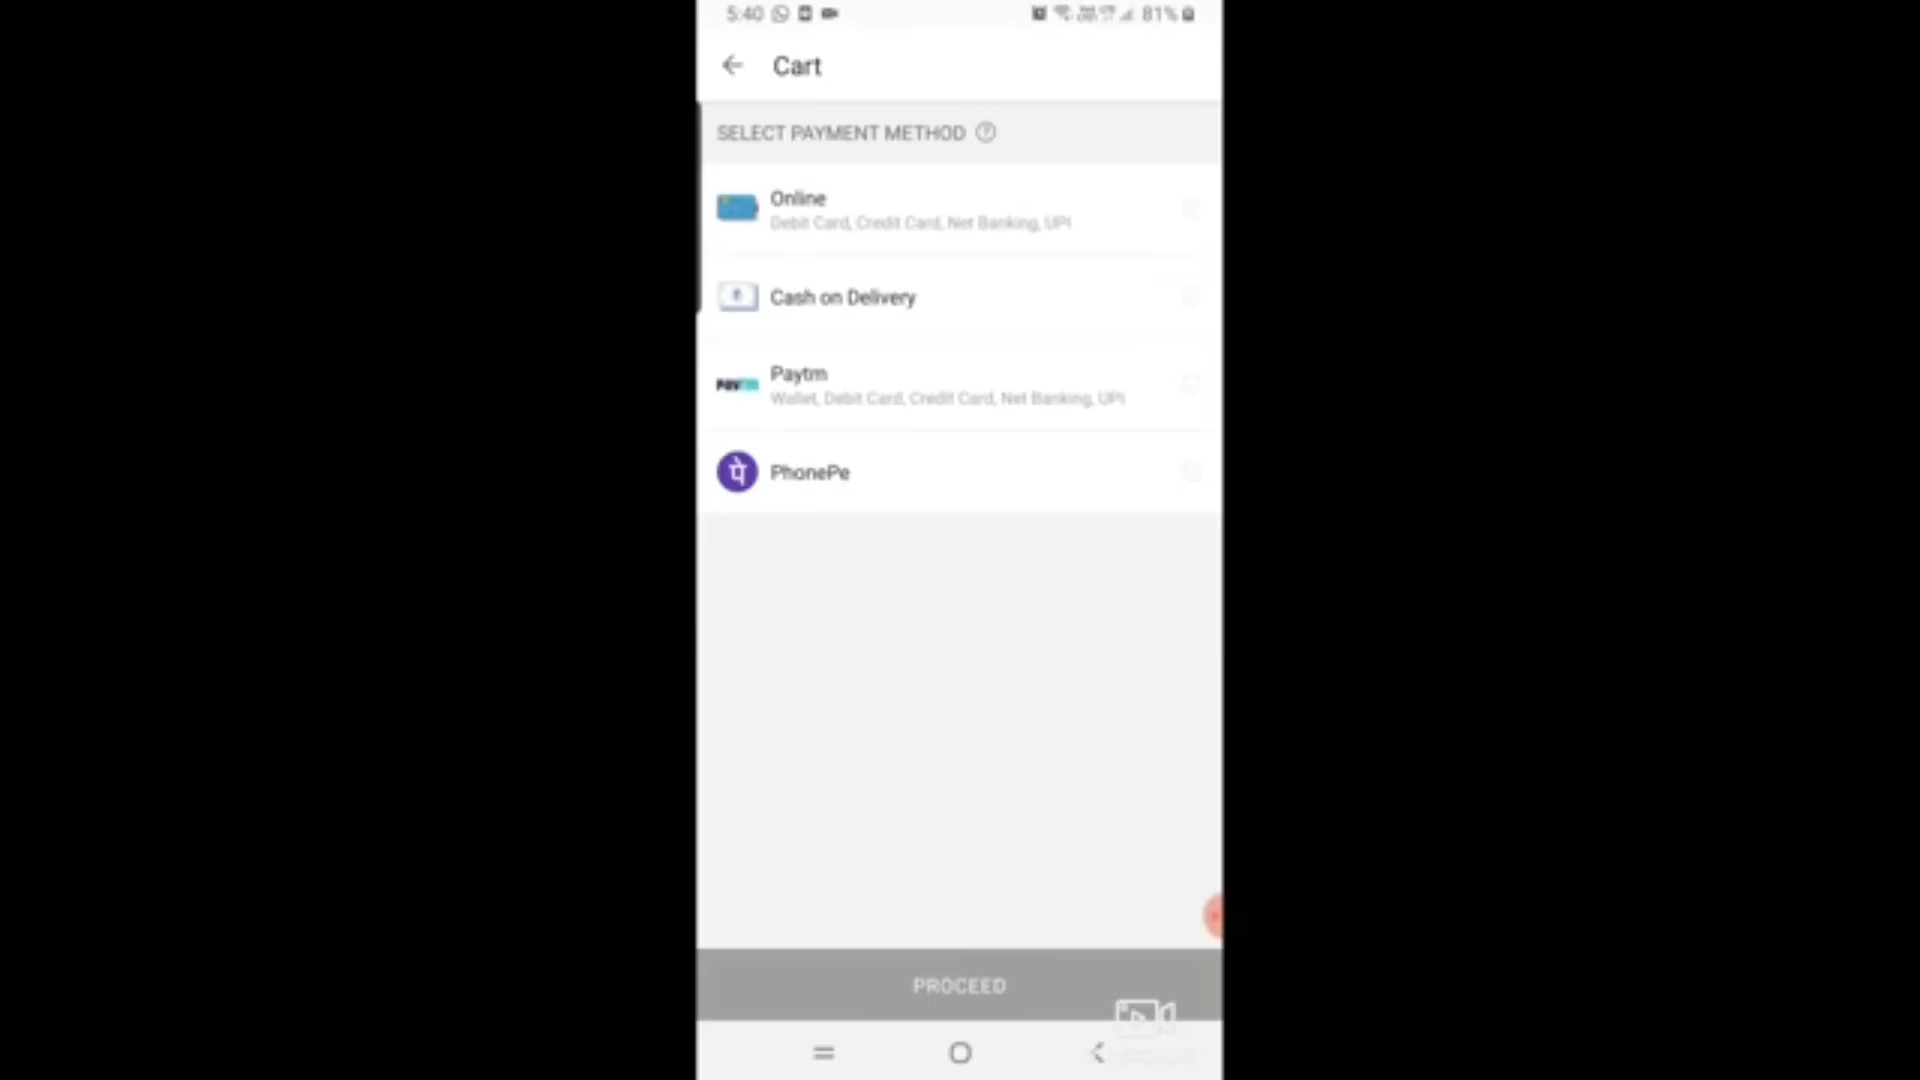 5:40 81%
Cart
SELECT PAYMENT METHOD
Online
Debit Card, Credit Card, Net Banking, UPI
Cash on Delivery
Paytm
Wallet, Debit Card, Credit Card, Net Banking, UPI
पे PhonePe
PROCEED